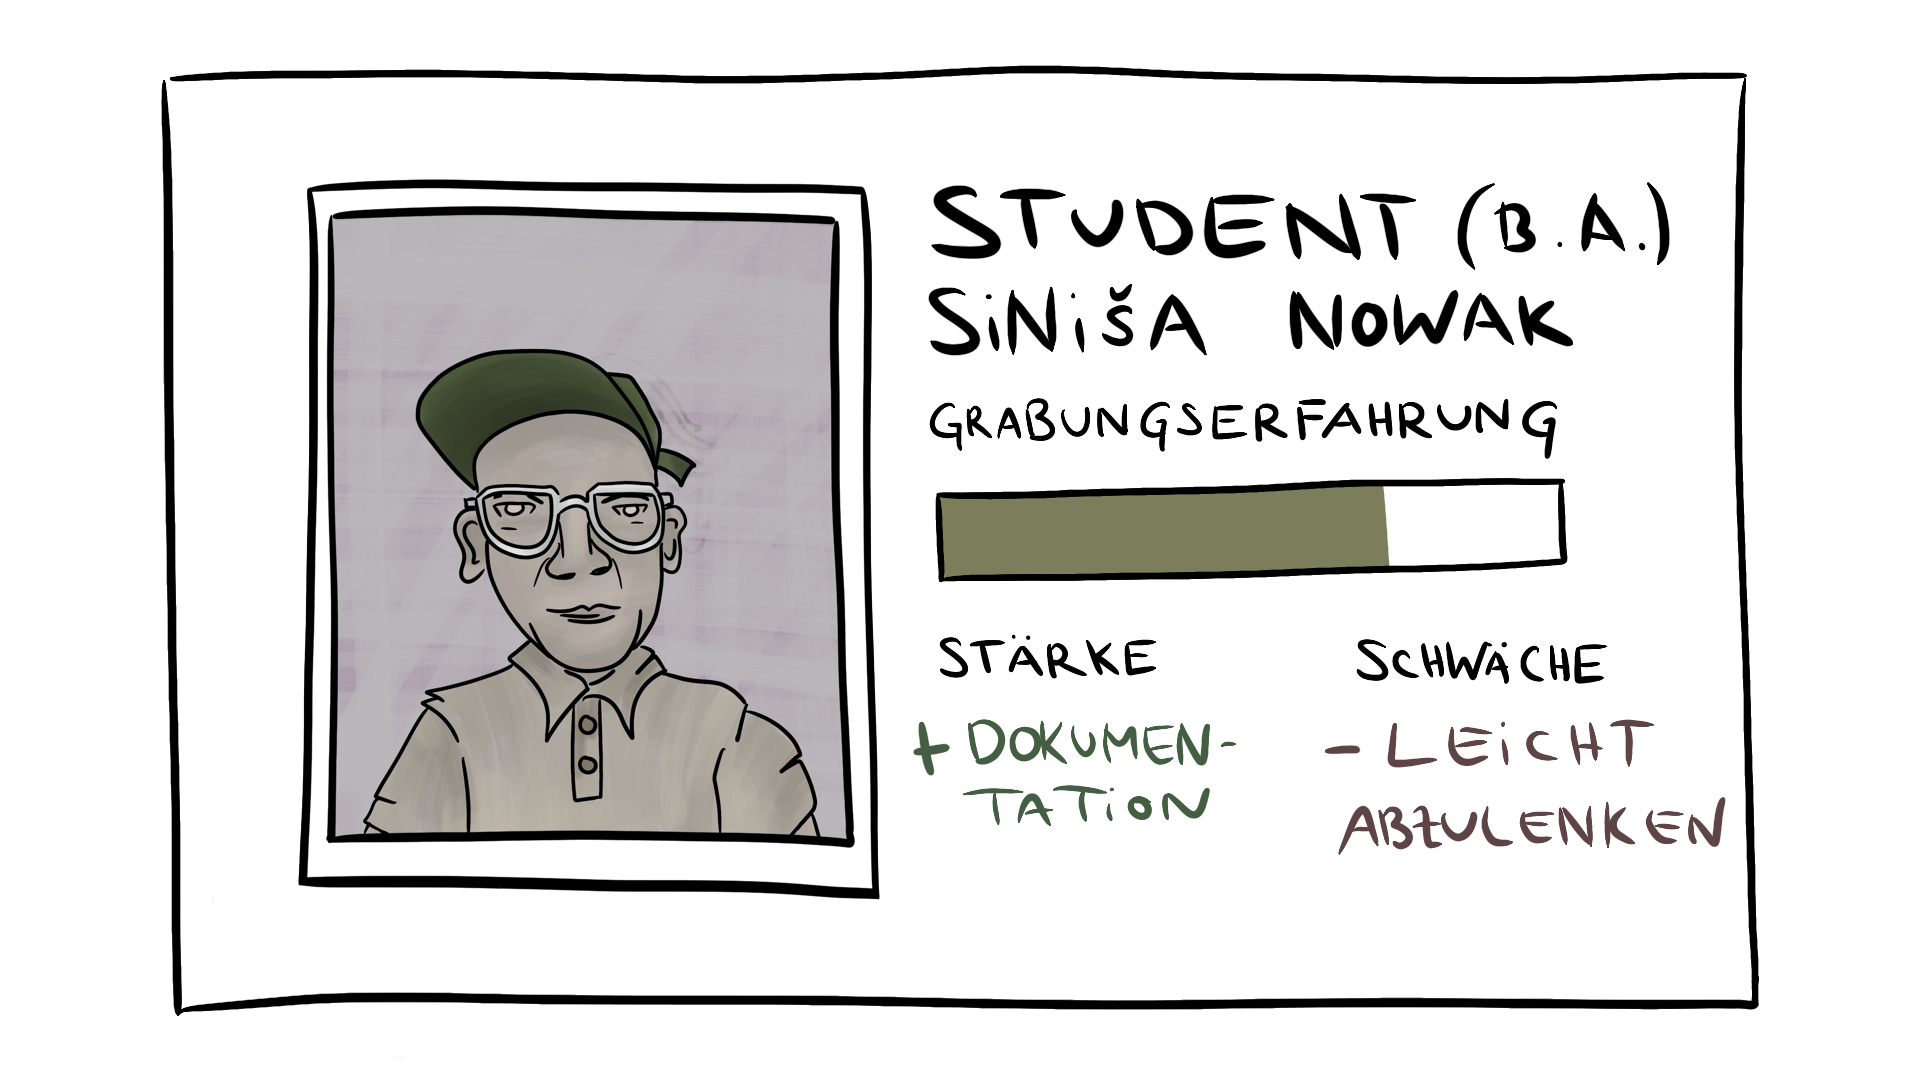 STUDENT (B.A.)
SiNiŠA NOWAK
GRABUNGSERFAHRUNG
STÄRKE SCHWÄCHE
+ DOKUMEN- - LEiCHT
TATiON ABZULENKEN